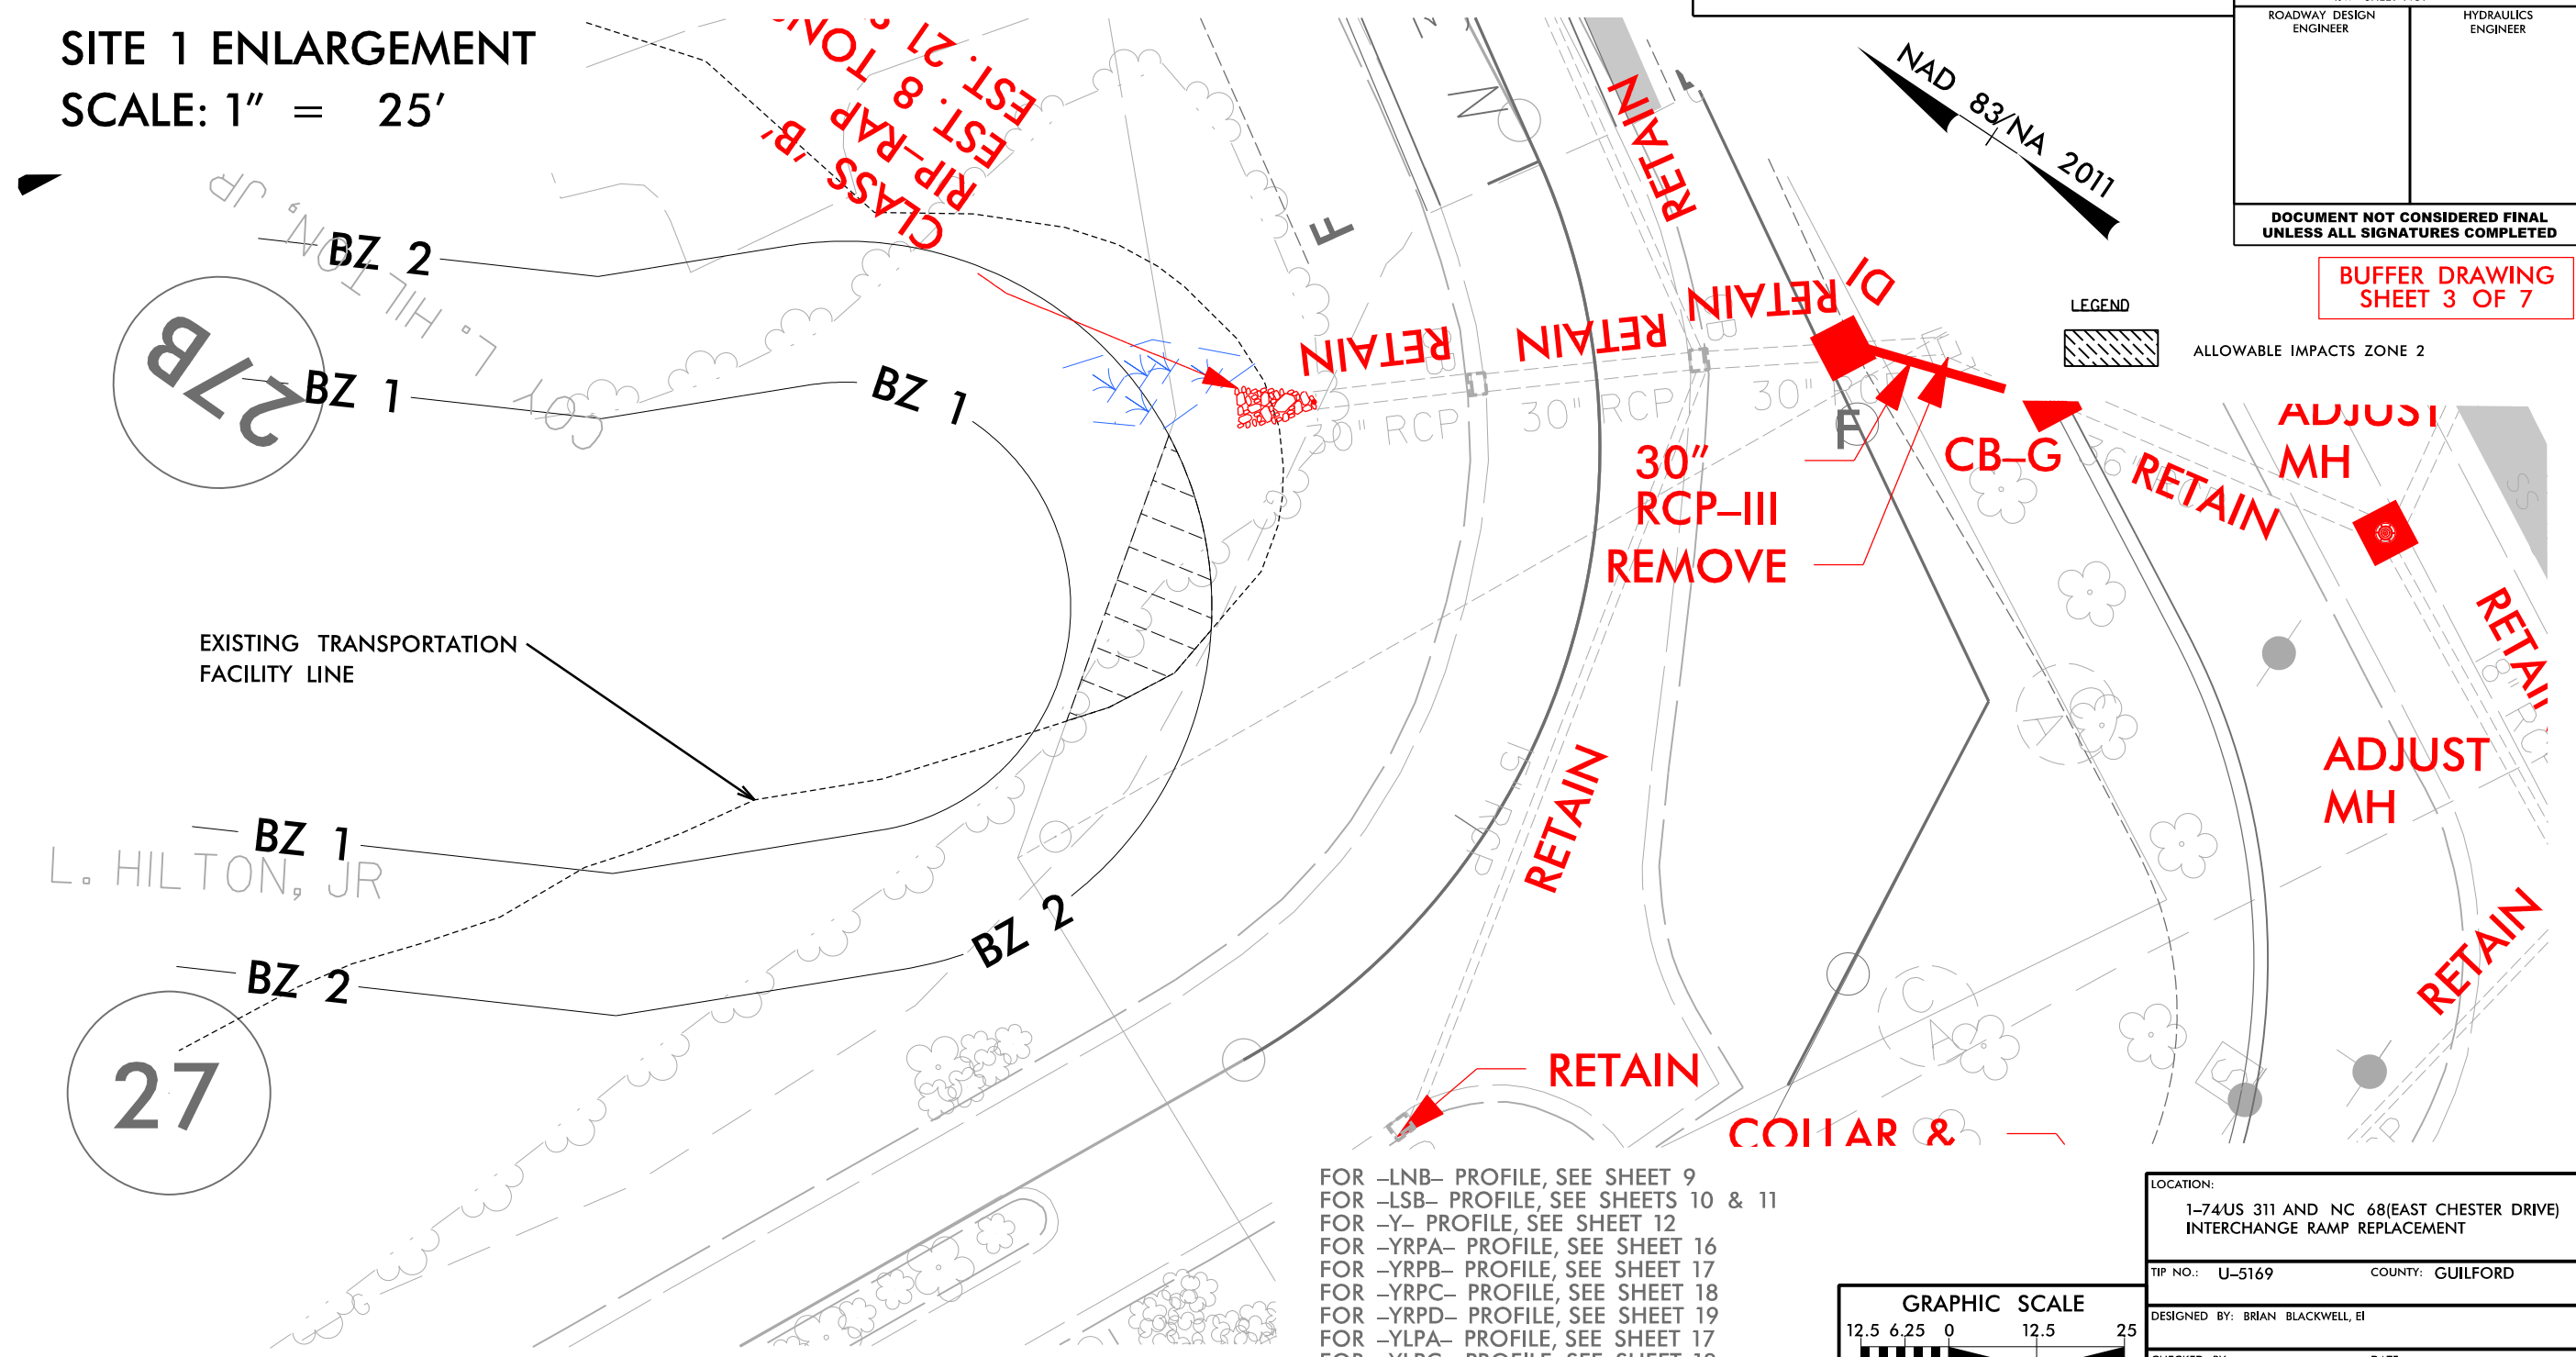 SITE 1 ENLARGEMENT
SCALE: 1" = 25'
CLASS 'B'
RIP-RAP
EST. 8 TONS
EST. 21
ROADWAY DESIGN
ENGINEER
HYDRAULICS
ENGINEER
DOCUMENT NOT CONSIDERED FINAL
UNLESS ALL SIGNATURES COMPLETED
BUFFER DRAWING
SHEET 3 OF 7
NAD 83/NA 2011
LEGEND
ALLOWABLE IMPACTS ZONE 2
BZ 2
BZ 1
BZ 1
27B
COY L. HILTON, JR
F
RETAIN
RETAIN
RETAIN
RETAIN
DI
30" RCP
30" RCP
30"
F
30"
RCP-III
REMOVE
CB-G
36"
RETAIN
ADJUST
MH
SS
EXISTING TRANSPORTATION
FACILITY LINE
BZ 1
L. HILTON, JR
BZ 2
BZ 2
27
15" RCP
RETAIN
RETAIN
ADJUST
MH
RETAIN
C
S
RETAIN
COLLAR &
FOR -LNB- PROFILE, SEE SHEET 9
FOR -LSB- PROFILE, SEE SHEETS 10 & 11
FOR -Y- PROFILE, SEE SHEET 12
FOR -YRPA- PROFILE, SEE SHEET 16
FOR -YRPB- PROFILE, SEE SHEET 17
FOR -YRPC- PROFILE, SEE SHEET 18
FOR -YRPD- PROFILE, SEE SHEET 19
FOR -YLPA- PROFILE, SEE SHEET 17
GRAPHIC SCALE
12.5 6.25 0 12.5 25
LOCATION:
I-74/US 311 AND NC 68(EAST CHESTER DRIVE)
INTERCHANGE RAMP REPLACEMENT
TIP NO.: U-5169 COUNTY: GUILFORD
DESIGNED BY: BRIAN BLACKWELL, EI